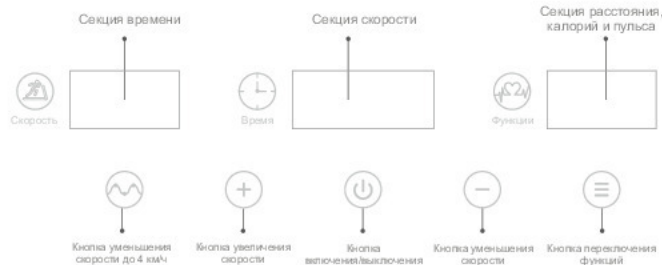 Секция времени
Секция скорости
Секция расстояния,
калорий и пульса
Скорость
Время
Функции
Кнопка уменьшения
скорости до 4 км/ч
Кнопка увеличения
скорости
Кнопка
включения/выключения
Кнопка уменьшения
скорости
Кнопка переключения
функций